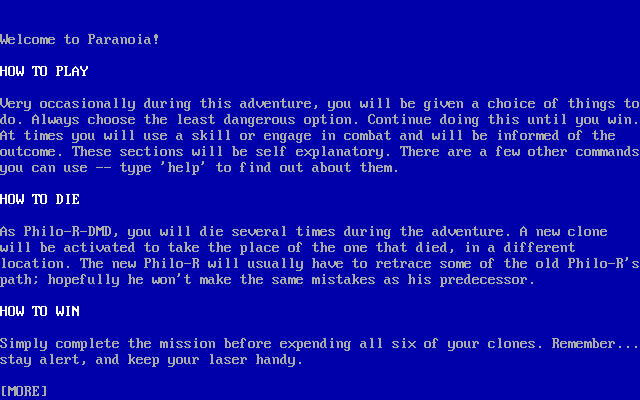 Welcome to Paranoia!
HOW TO PLAY
Very occasionally during this adventure, you will be given a choice of things to
do. Always choose the least dangerous option. Continue doing this until you win.
At times you will use a skill or engage in combat and will be informed of the
outcome. These sections will be self explanatory. There are a few other commands
you can use -- type 'help' to find out about them.
HOW TO DIE
As Philo-R-DMD, you will die several times during the adventure. A new clone
will be activated to take the place of the one that died, in a different
location. The new Philo-R will usually have to retrace some of the old Philo-R's
path; hopefully he won't make the same mistakes as his predecessor.
HOW TO WIN
Simply complete the mission before expending all six of your clones. Remember...
stay alert, and keep your laser handy.
[MORE]